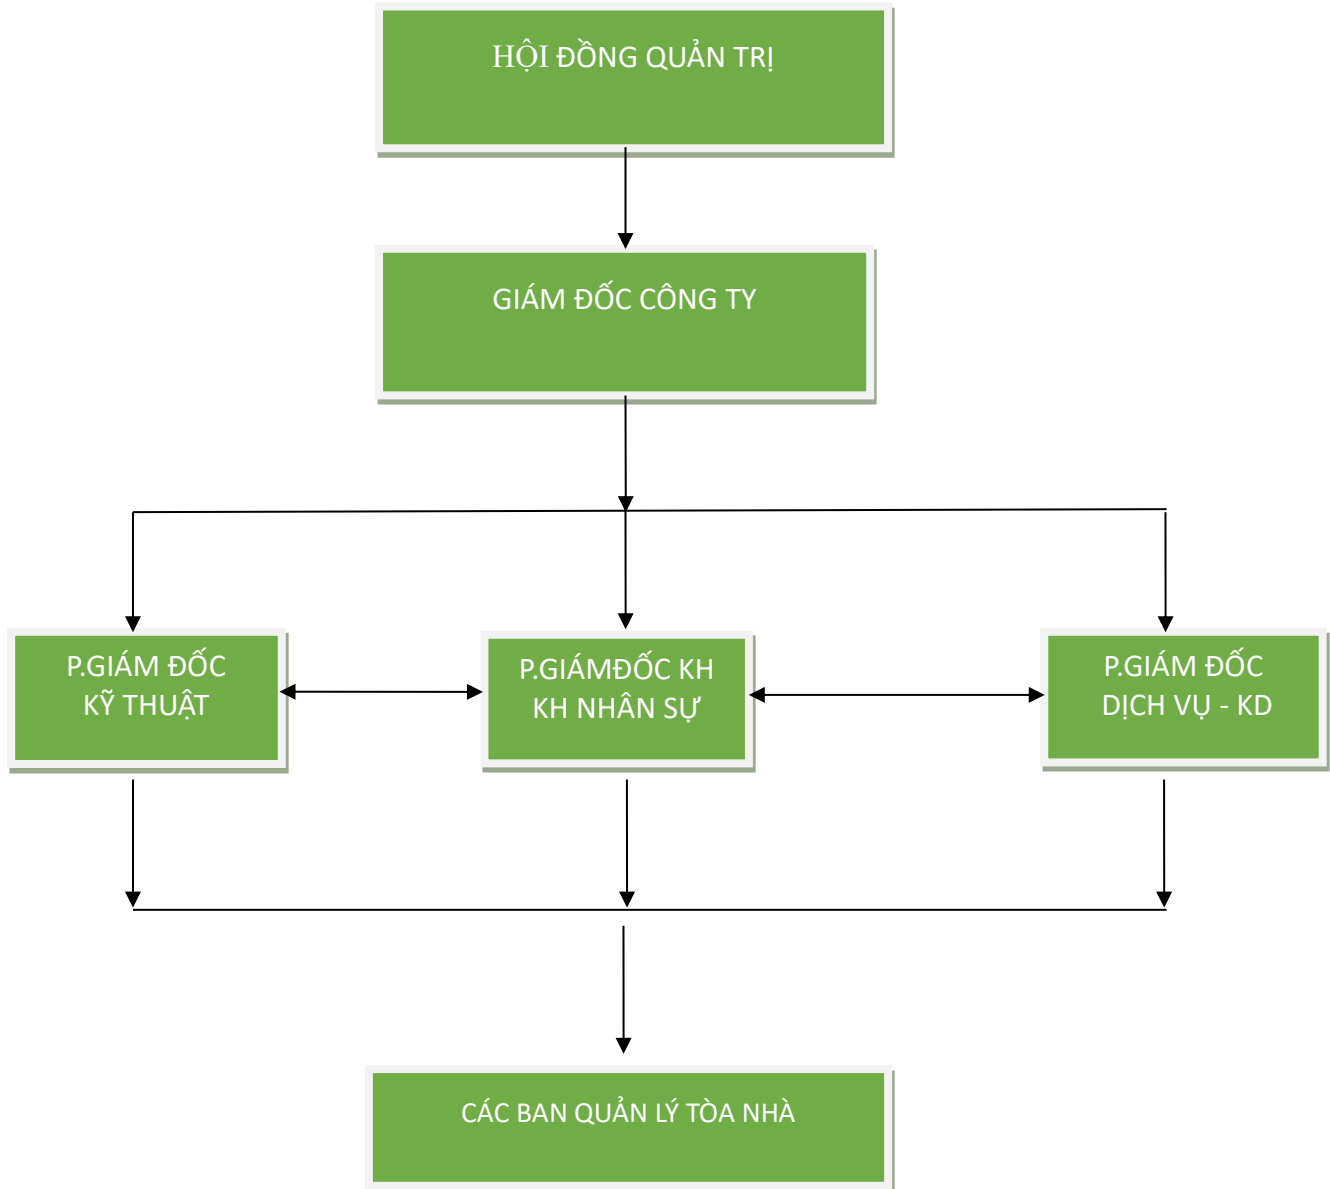 HỘI ĐỒNG QUẢN TRỊ
GIÁM ĐỐC CÔNG TY
P.GIÁM ĐỐC
KỸ THUẬT
P.GIÁMĐỐC KH
KH NHÂN SỰ
P.GIÁM ĐỐC
DỊCH VỤ - KD
CÁC BAN QUẢN LÝ TÒA NHÀ